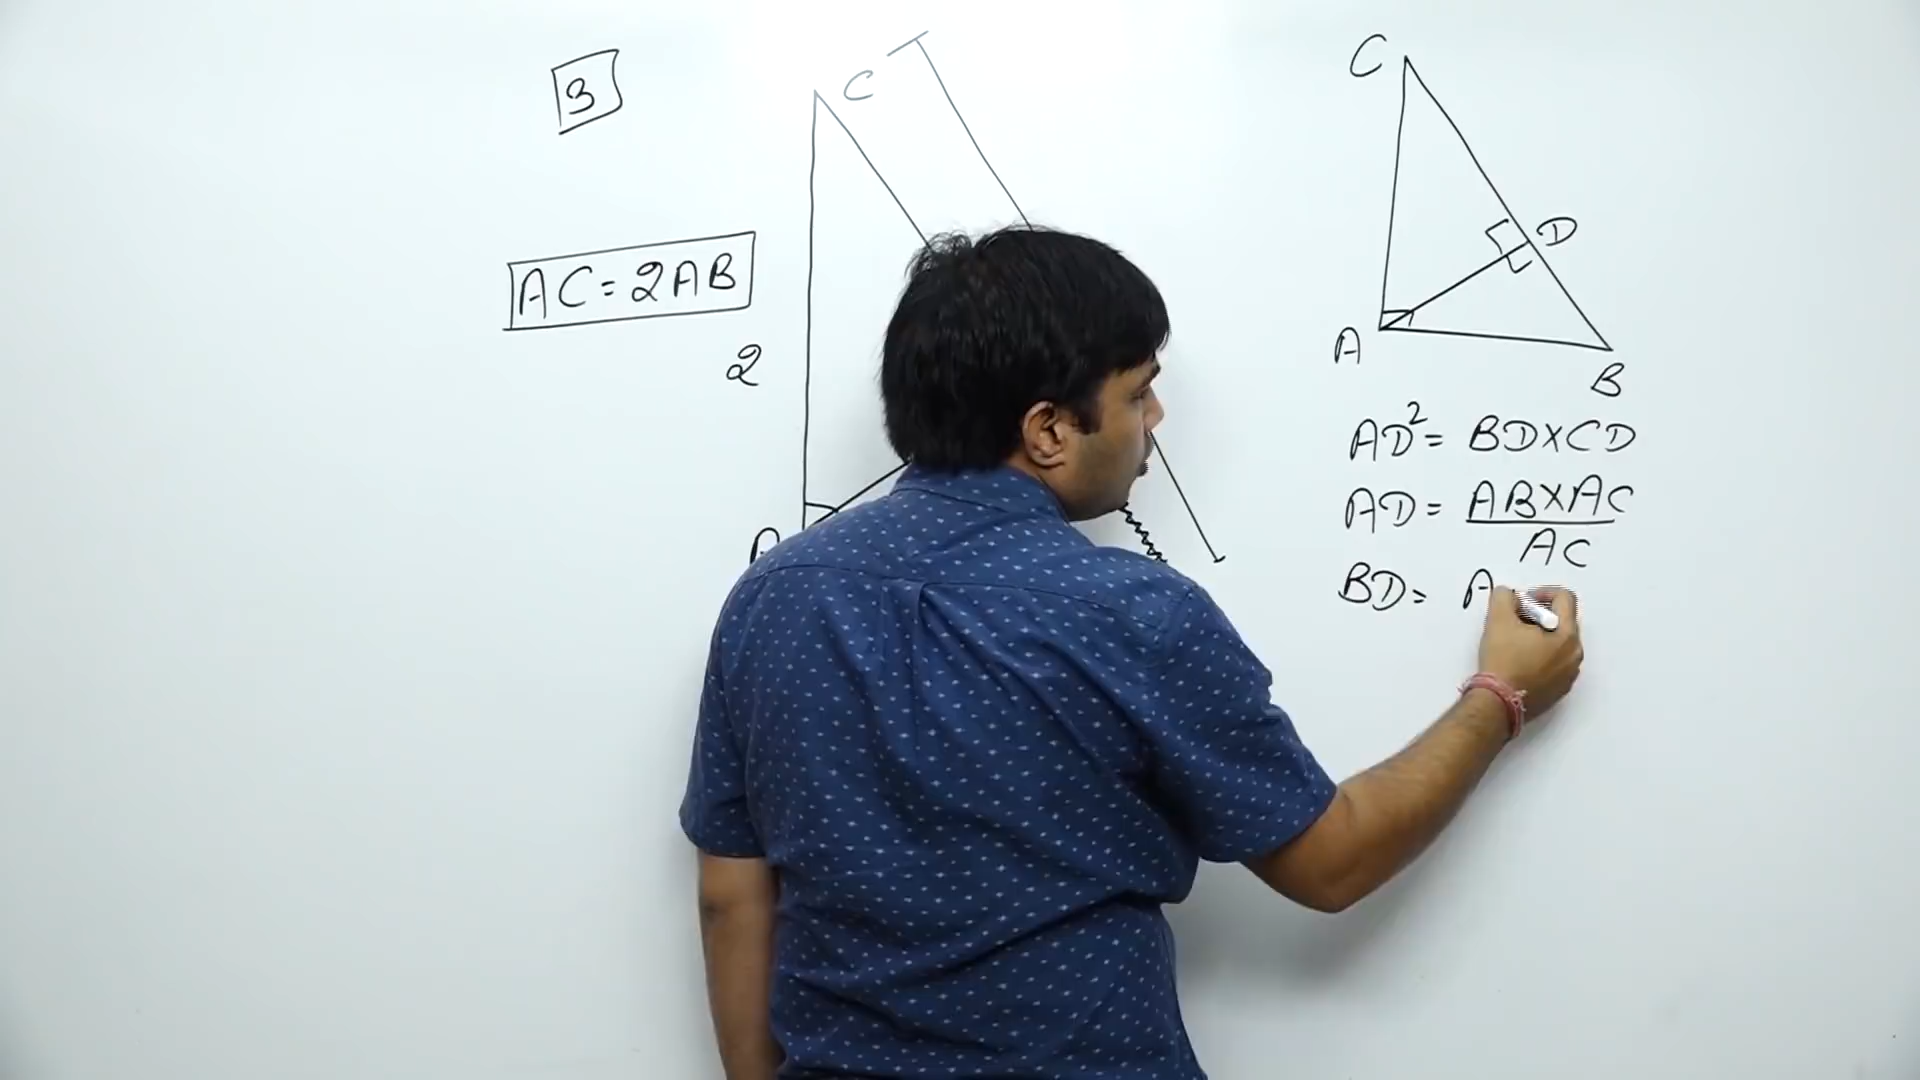 3
AC = 2AB
2
C
A
C
D
A
B
AD² = BD×CD
AD = AB×AC
AC
BD = A